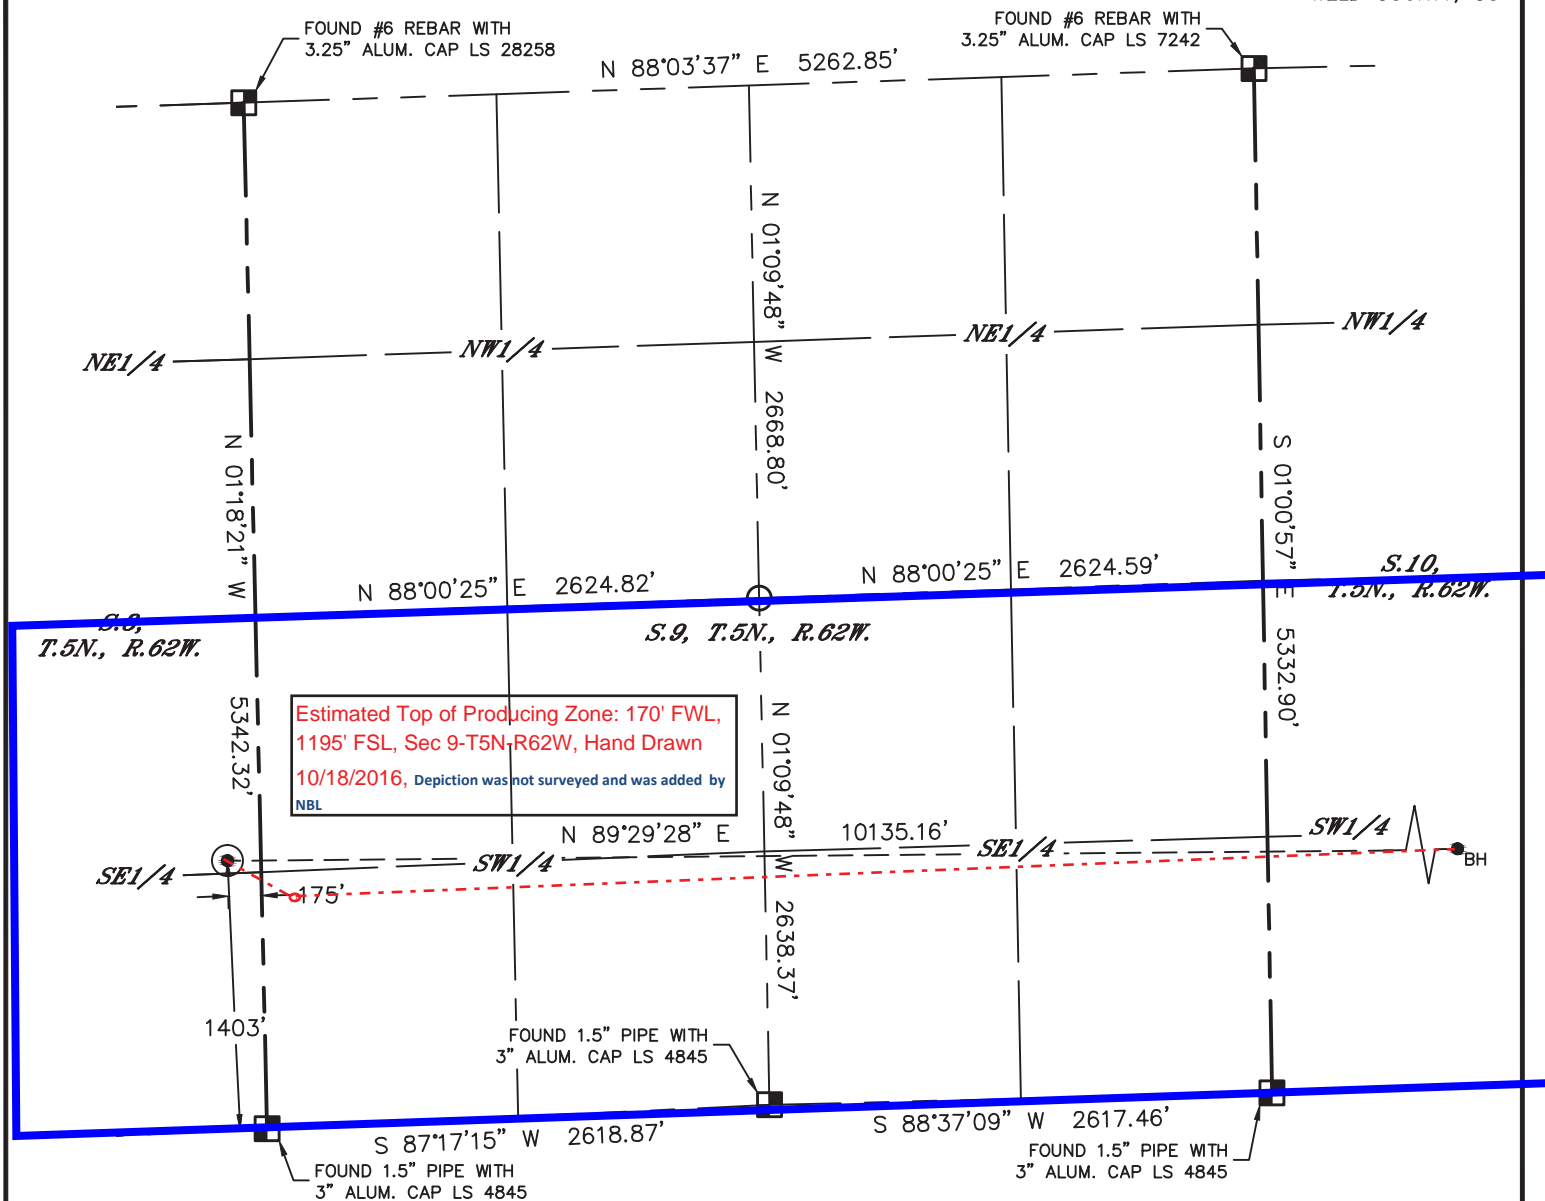 FOUND #6 REBAR WITH
3.25" ALUM. CAP LS 28258
FOUND #6 REBAR WITH
3.25" ALUM. CAP LS 7242
N 88°03'37" E 5262.85'
N 01°09'48" W 2668.80'
NE1/4
NW1/4
NE1/4
NW1/4
N 01°18'21" W 5342.32'
S 01°00'57" E 5332.90'
N 88°00'25" E 2624.82'
N 88°00'25" E 2624.59'
S.8,
T.5N., R.62W.
S.9, T.5N., R.62W.
S.10,
T.5N., R.62W.
Estimated Top of Producing Zone: 170' FWL,
1195' FSL, Sec 9-T5N-R62W, Hand Drawn
10/18/2016, Depiction was not surveyed and was added by
NBL
N 01°09'48" W 2638.37'
N 89°29'28" E 10135.16'
SE1/4
SW1/4
SE1/4
SW1/4
BH
175'
1403'
FOUND 1.5" PIPE WITH
3" ALUM. CAP LS 4845
S 87°17'15" W 2618.87'
S 88°37'09" W 2617.46'
FOUND 1.5" PIPE WITH
3" ALUM. CAP LS 4845
FOUND 1.5" PIPE WITH
3" ALUM. CAP LS 4845